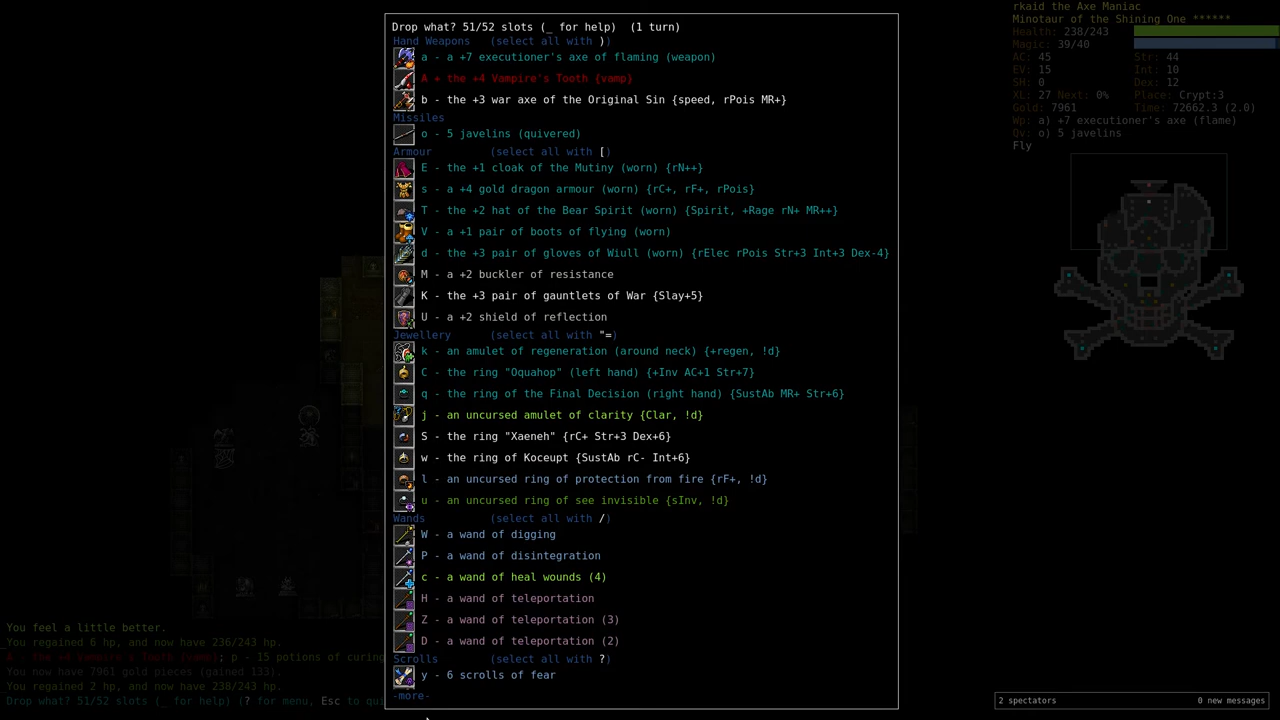 Drop what? 51/52 slots (_ for help)  (1 turn)
Hand Weapons   (select all with ))
a - a +7 executioner's axe of flaming (weapon)
A + the +4 Vampire's Tooth {vamp}
b - the +3 war axe of the Original Sin {speed, rPois MR+}
Missiles
o - 5 javelins (quivered)
Armour   (select all with [)
E - the +1 cloak of the Mutiny (worn) {rN++}
s - a +4 gold dragon armour (worn) {rC+, rF+, rPois}
T - the +2 hat of the Bear Spirit (worn) {Spirit, +Rage rN+ MR++}
V - a +1 pair of boots of flying (worn)
d - the +3 pair of gloves of Wiull (worn) {rElec rPois Str+3 Int+3 Dex-4}
M - a +2 buckler of resistance
K - the +3 pair of gauntlets of War {Slay+5}
U - a +2 shield of reflection
Jewellery   (select all with "=)
k - an amulet of regeneration (around neck) {+regen, !d}
C - the ring "Oquahop" (left hand) {+Inv AC+1 Str+7}
q - the ring of the Final Decision (right hand) {SustAb MR+ Str+6}
j - an uncursed amulet of clarity {Clar, !d}
S - the ring "Xaeneh" {rC+ Str+3 Dex+6}
w - the ring of Koceupt {SustAb rC- Int+6}
l - an uncursed ring of protection from fire {rF+, !d}
u - an uncursed ring of see invisible {sInv, !d}
Wands   (select all with /)
W - a wand of digging
P - a wand of disintegration
c - a wand of heal wounds (4)
H - a wand of teleportation
Z - a wand of teleportation (3)
D - a wand of teleportation (2)
Scrolls   (select all with ?)
y - 6 scrolls of fear
-more-
rkaid the Axe Maniac
Minotaur of the Shining One ******
Health: 238/243
Magic: 39/40
AC: 45 Str: 44
EV: 15 Int: 10
SH: 0 Dex: 12
XL: 27 Next: 0% Place: Crypt:3
Gold: 7961 Time: 72662.3 (2.0)
Wp: a) +7 executioner's axe (flame)
Qv: o) 5 javelins
Fly
You feel a little better.
You regained 6 hp, and now have 236/243 hp.
A - the +4 Vampire's Tooth {vamp}; p - 15 potions of curing
You now have 7961 gold pieces (gained 133).
You regained 2 hp, and now have 238/243 hp.
Drop what? 51/52 slots (_ for help) (? for menu, Esc to qui
2 spectators 0 new messages